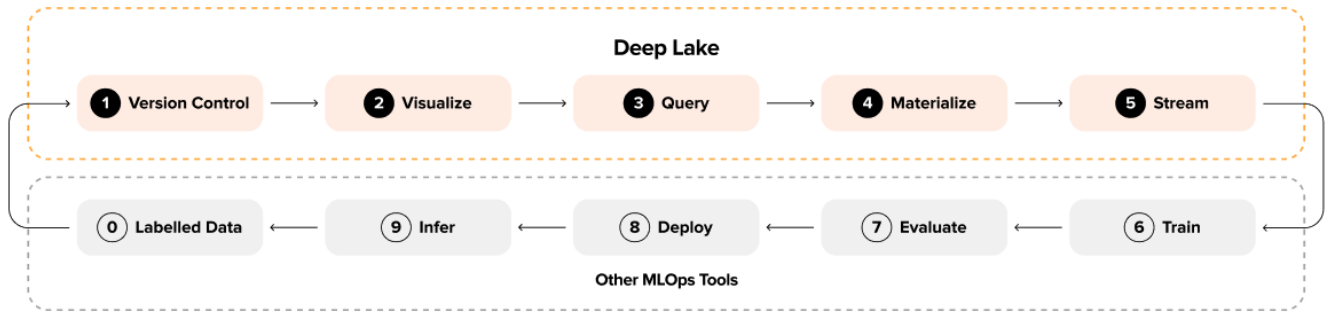 Deep Lake
1 Version Control
2 Visualize
3 Query
4 Materialize
5 Stream
0 Labelled Data
9 Infer
8 Deploy
7 Evaluate
6 Train
Other MLOps Tools